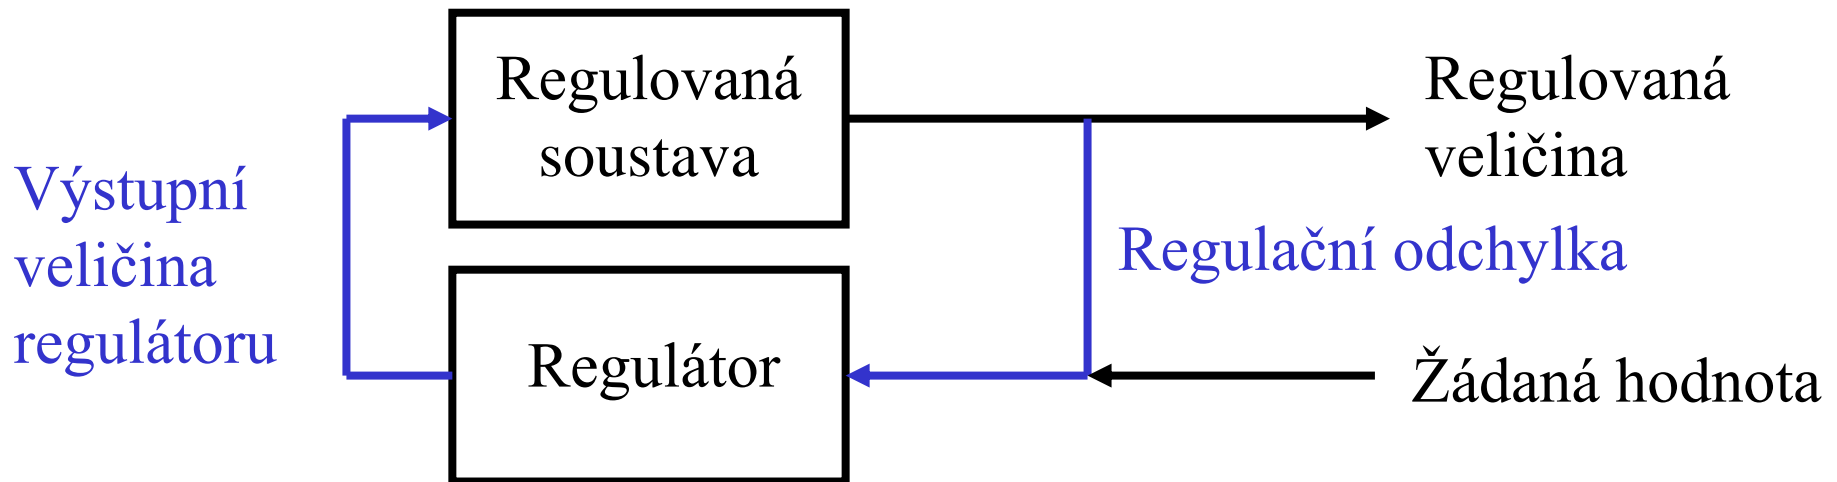 Regulovaná
soustava
Regulovaná
veličina
Výstupní
veličina
regulátoru
Regulační odchylka
Regulátor
Žádaná hodnota